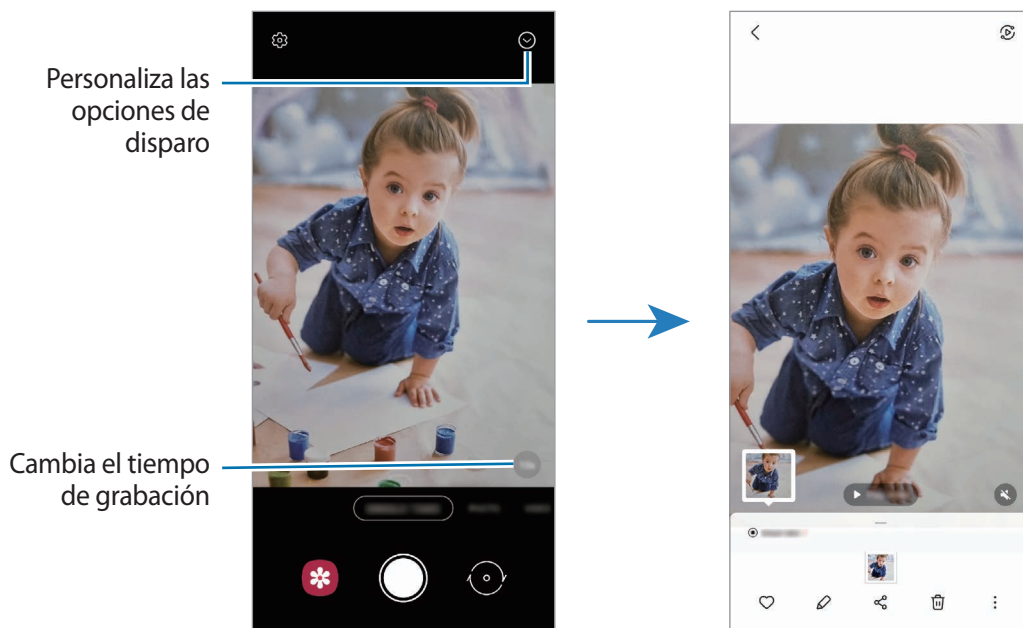 Personaliza las
opciones de
disparo
Cambia el tiempo
de grabación